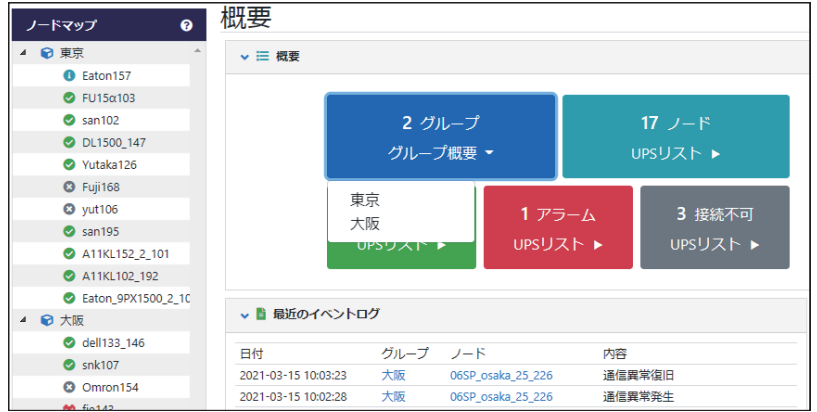 ノードマップ
東京
Eaton157
FU15α103
san102
DL1500_147
Yutaka126
Fuji168
yut106
san195
A11KL152_2_101
A11KL102_192
Eaton_9PX1500_2_10
大阪
dell133_146
snk107
Omron154
概要
概要
2 グループ
グループ概要
17 ノード
UPSリスト
東京
大阪
UPSリスト
1 アラーム
UPSリスト
3 接続不可
UPSリスト
最近のイベントログ
日付 グループ ノード 内容
2021-03-15 10:03:23 大阪 06SP_osaka_25_226 通信異常復旧
2021-03-15 10:02:28 大阪 06SP_osaka_25_226 通信異常発生